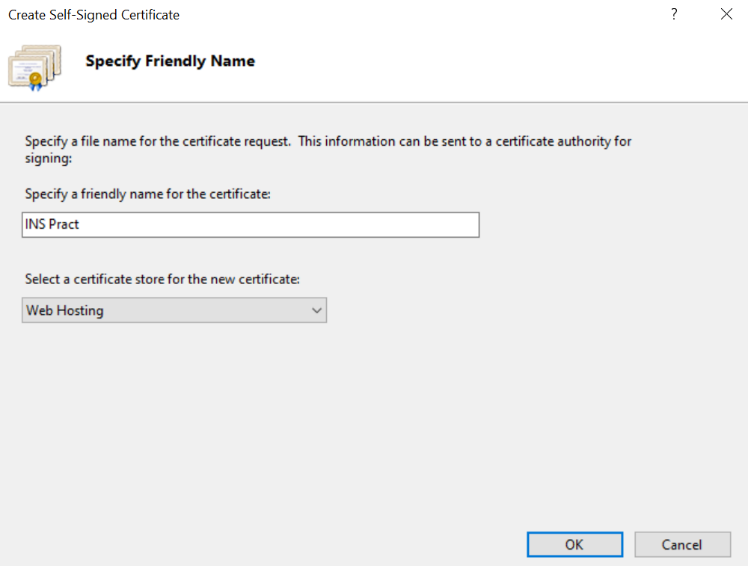 Create Self-Signed Certificate
?
Specify Friendly Name
Specify a file name for the certificate request.  This information can be sent to a certificate authority for
signing:
Specify a friendly name for the certificate:
INS Pract
Select a certificate store for the new certificate:
Web Hosting
OK
Cancel